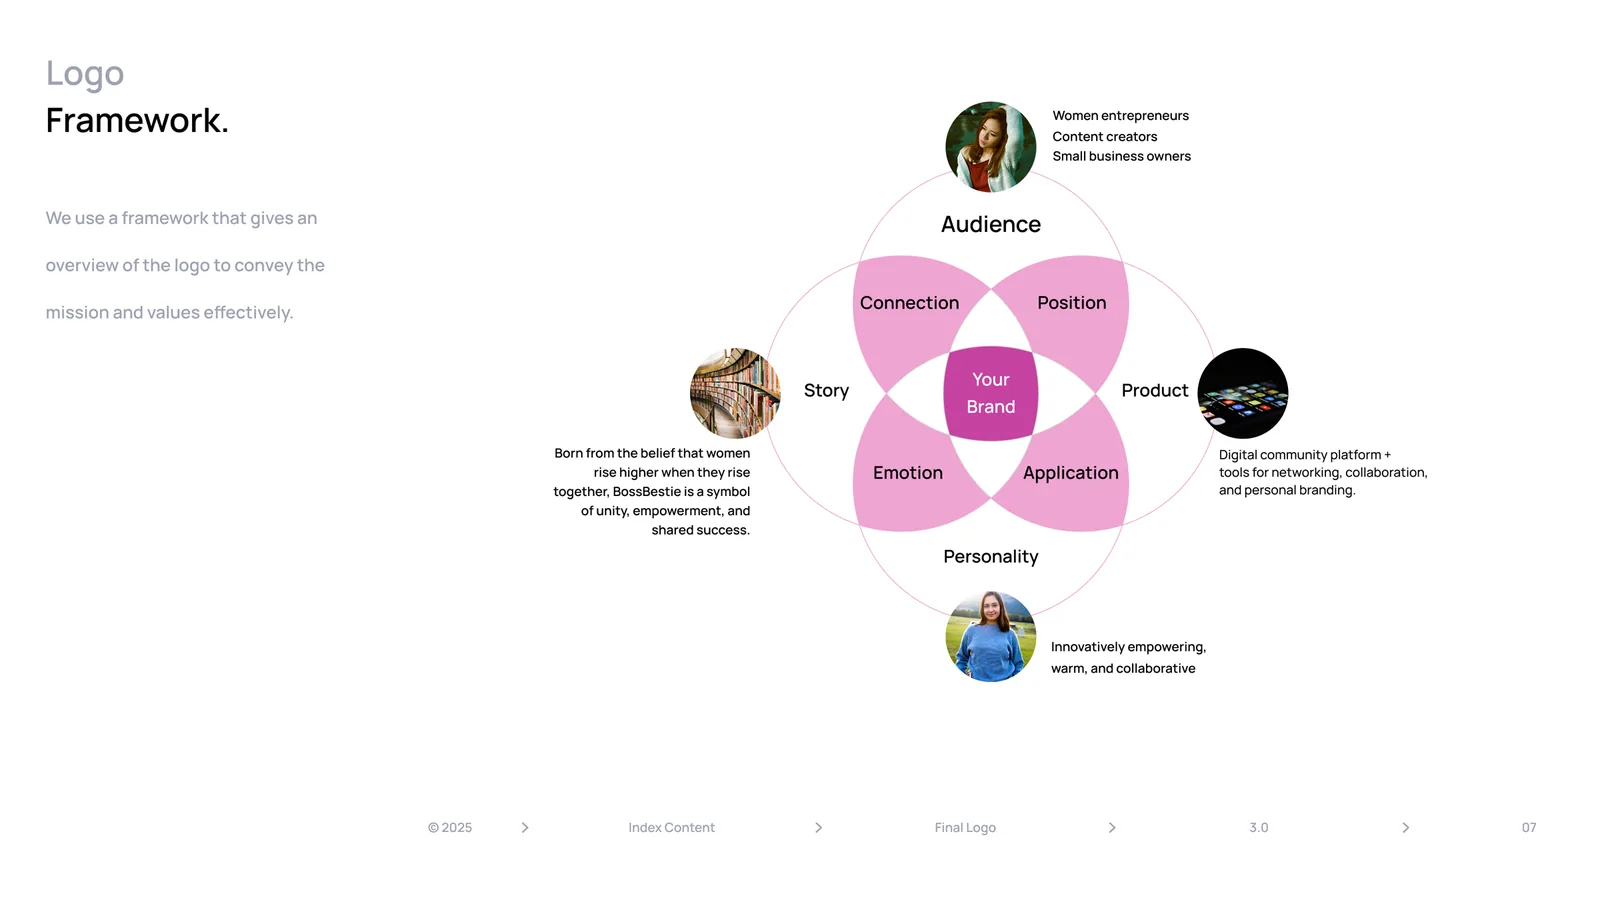 Logo
Framework.
We use a framework that gives an
overview of the logo to convey the
mission and values effectively.
Women entrepreneurs
Content creators
Small business owners
Audience
Connection
Position
Story
Your
Brand
Product
Born from the belief that women
rise higher when they rise
together, BossBestie is a symbol
of unity, empowerment, and
shared success.
Emotion
Application
Digital community platform +
tools for networking, collaboration,
and personal branding.
Personality
Innovatively empowering,
warm, and collaborative
© 2025
Index Content
Final Logo
3.0
07